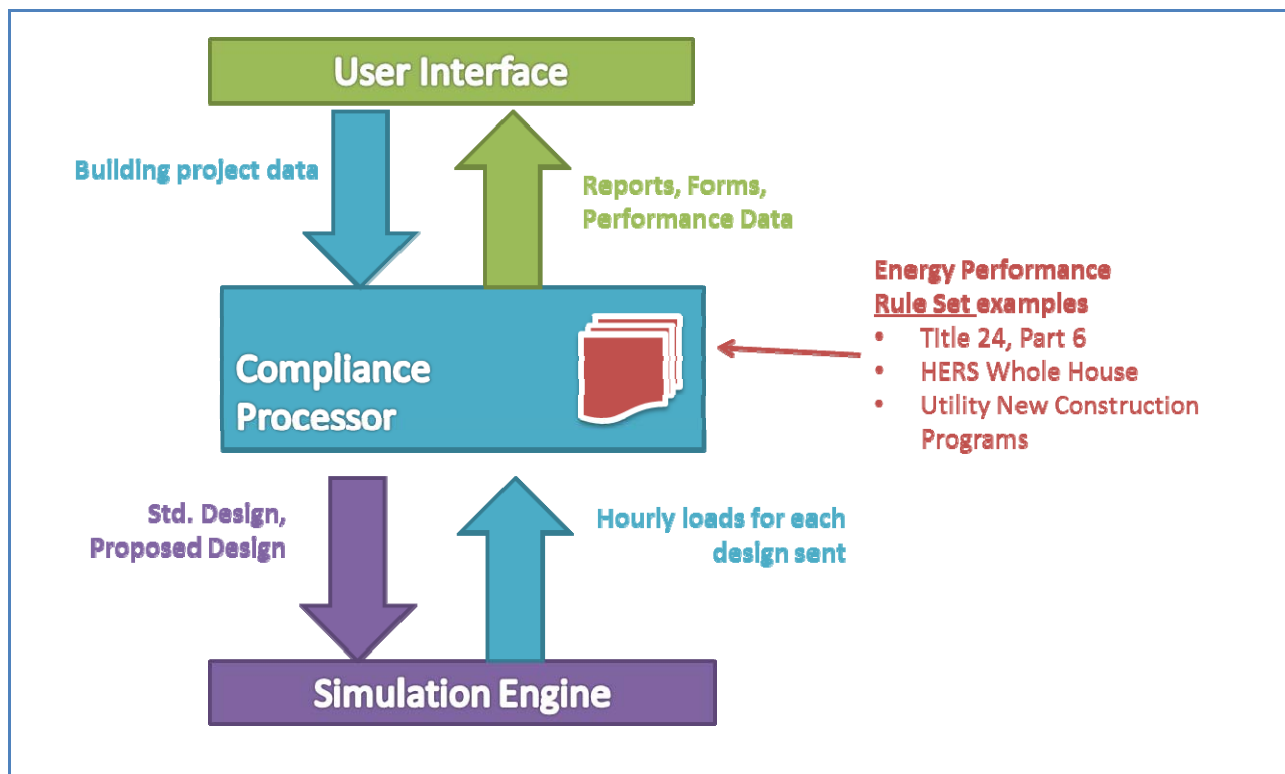 User Interface
Building project data
Reports, Forms,
Performance Data
Energy Performance
Rule Set examples
• Title 24, Part 6
• HERS Whole House
• Utility New Construction
Programs
Compliance
Processor
Std. Design,
Proposed Design
Hourly loads for each
design sent
Simulation Engine